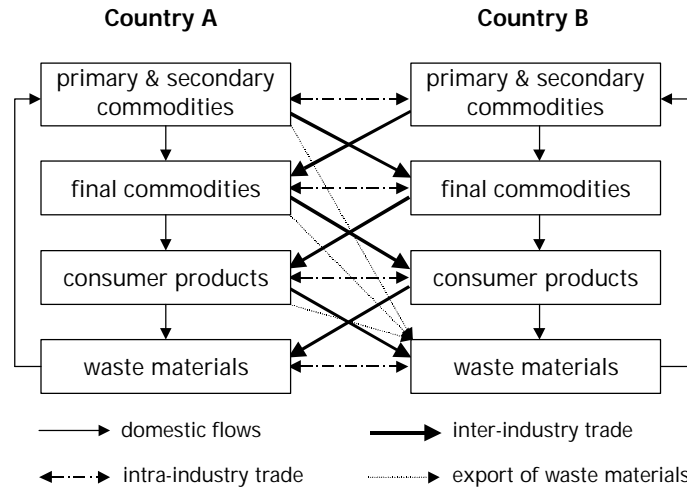 Country A
Country B
primary & secondary
commodities
primary & secondary
commodities
final commodities
final commodities
consumer products
consumer products
waste materials
waste materials
domestic flows
inter-industry trade
intra-industry trade
export of waste materials